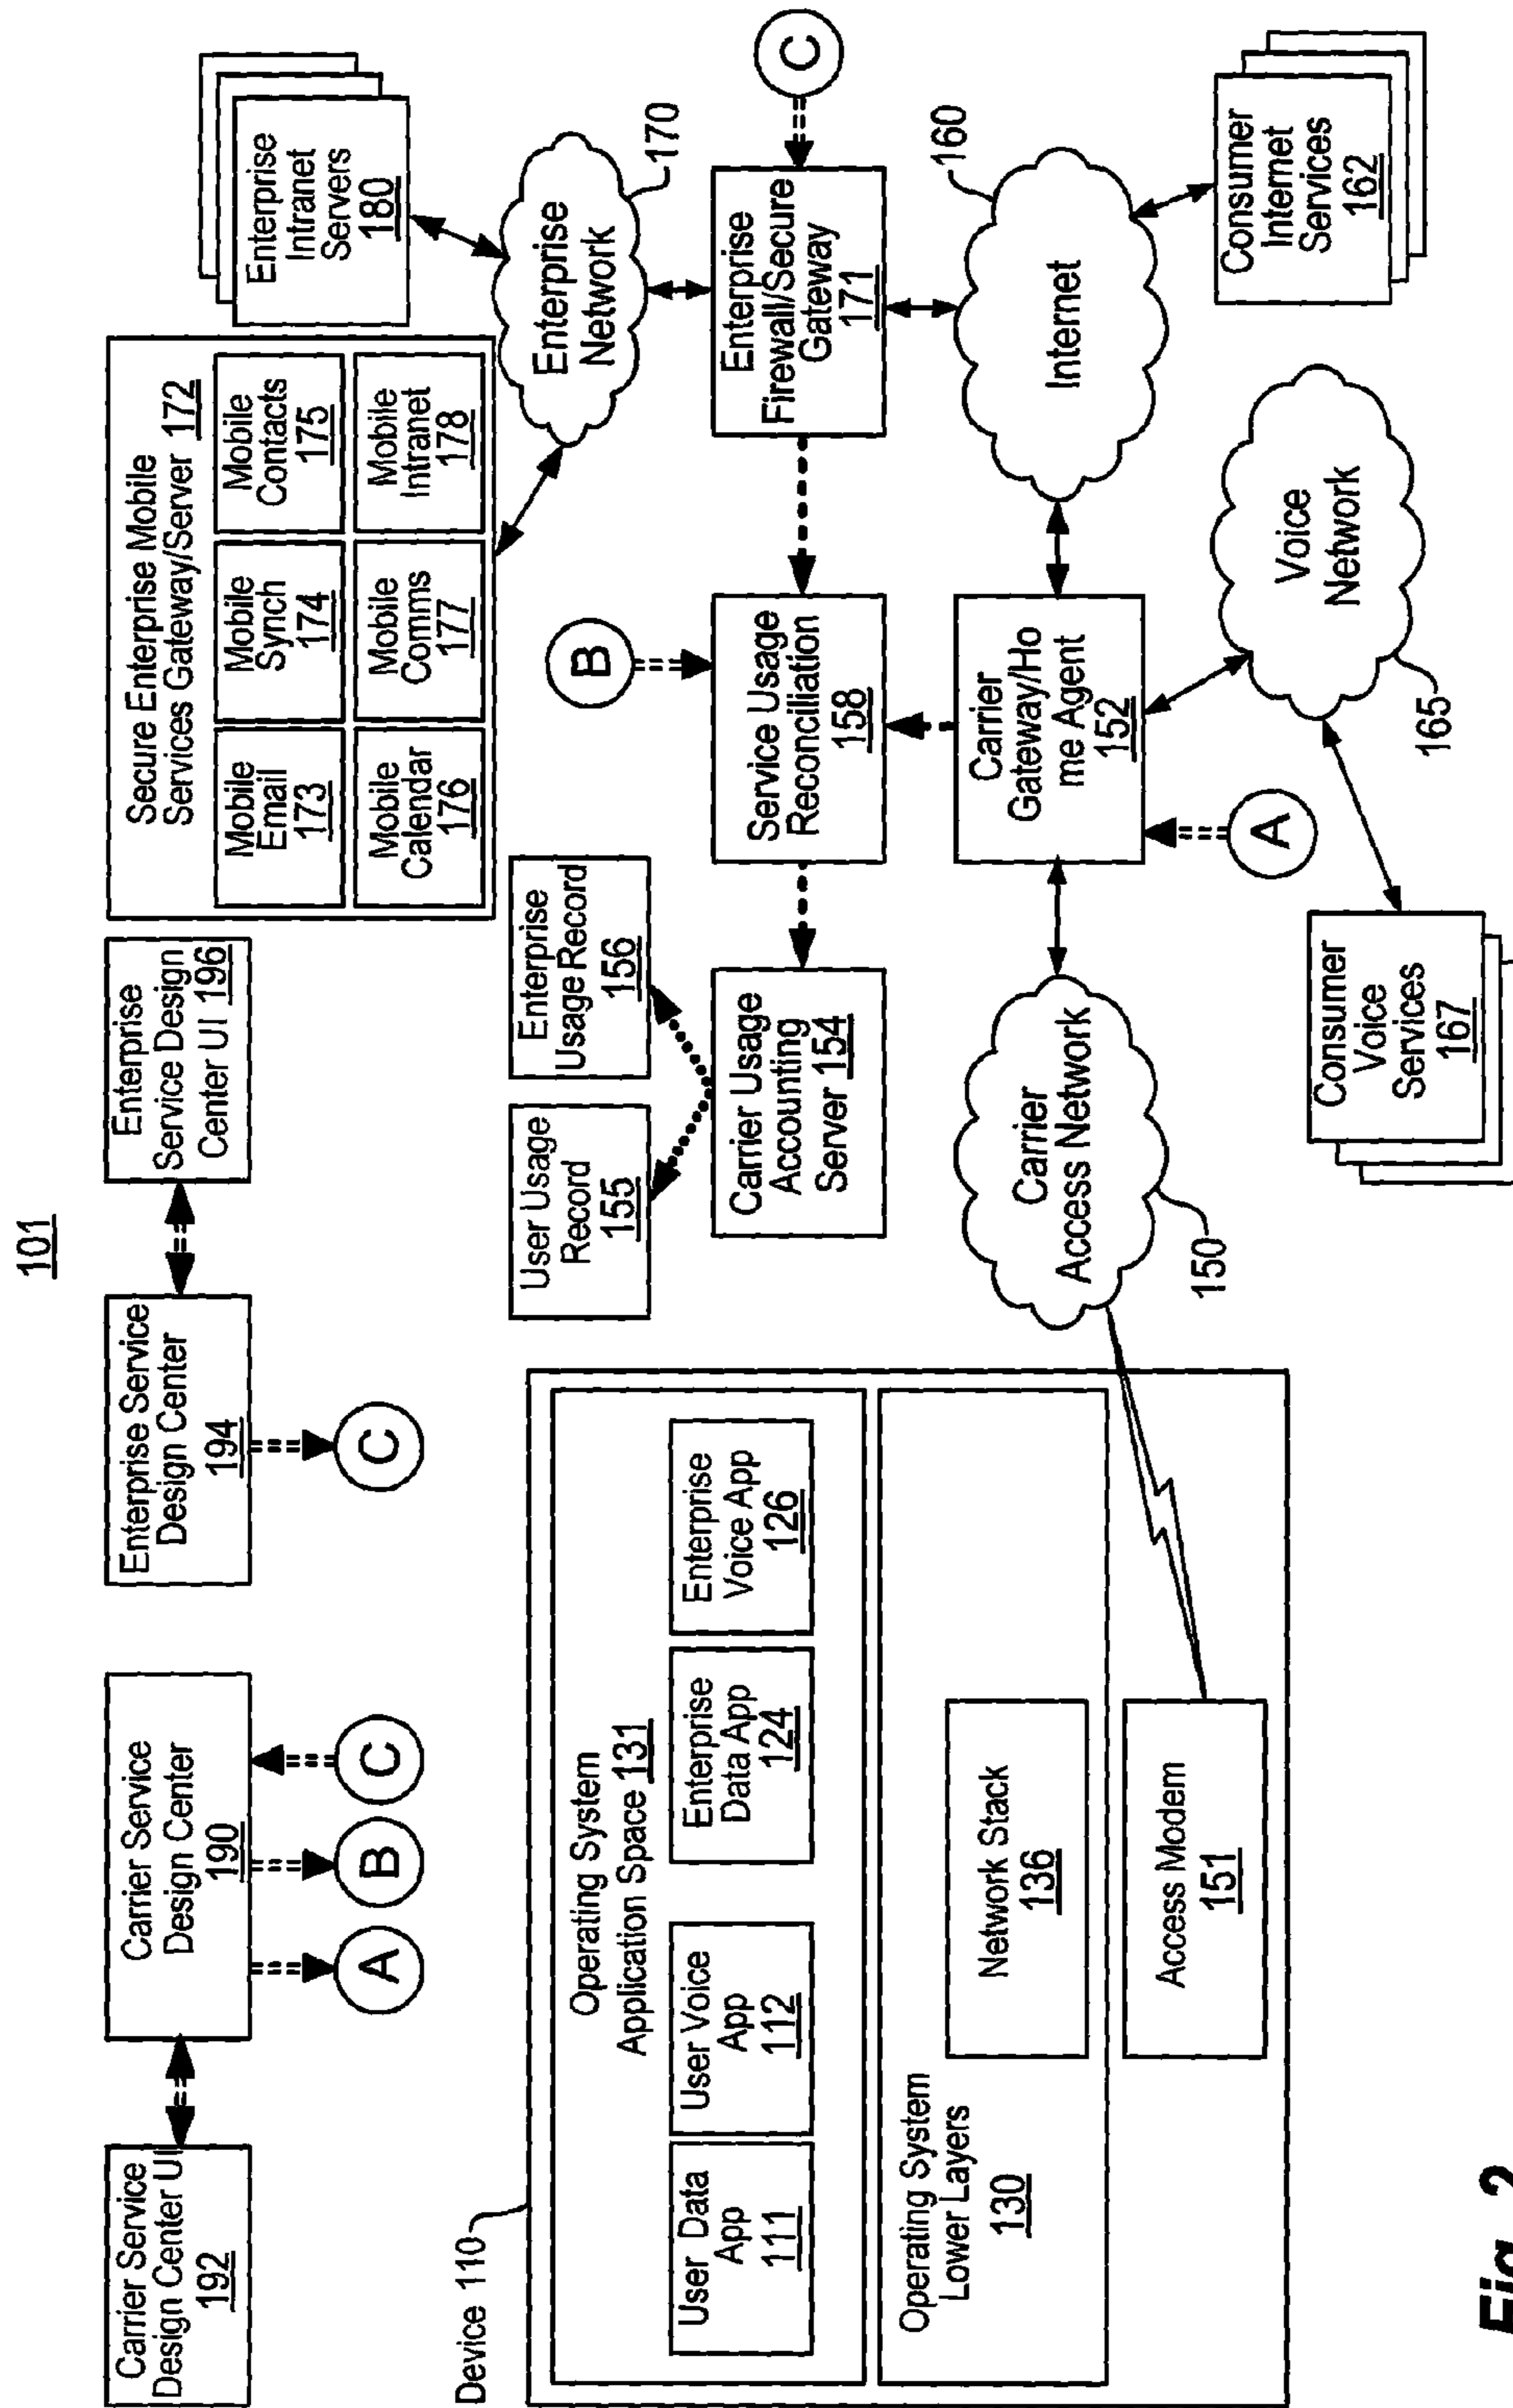 101
Carrier Service
Design Center UI
192
Carrier Service
Design Center
190
A
B
C
Enterprise Service
Design Center
194
C
Enterprise
Service Design
Center UI 196
Secure Enterprise Mobile
Services Gateway/Server 172
Mobile
Email
173
Mobile
Synch
174
Mobile
Contacts
175
Mobile
Calendar
176
Mobile
Comms
177
Mobile
Intranet
178
Enterprise
Intranet
Servers
180
Enterprise
Network
170
Device 110
Operating System
Application Space 131
User Data
App
111
User Voice
App
112
Enterprise
Data App
124
Enterprise
Voice App
126
Operating System
Lower Layers
130
Network Stack
136
Access Modem
151
User Usage
Record
155
Enterprise
Usage Record
156
Carrier Usage
Accounting
Server 154
B
Service Usage
Reconciliation
158
Enterprise
Firewall/Secure
Gateway
171
C
Carrier
Access Network
150
Carrier
Gateway/Ho
me Agent
152
A
Internet
160
Voice
Network
165
Consumer
Voice
Services
167
Consumer
Internet
Services
162
Fig. 2